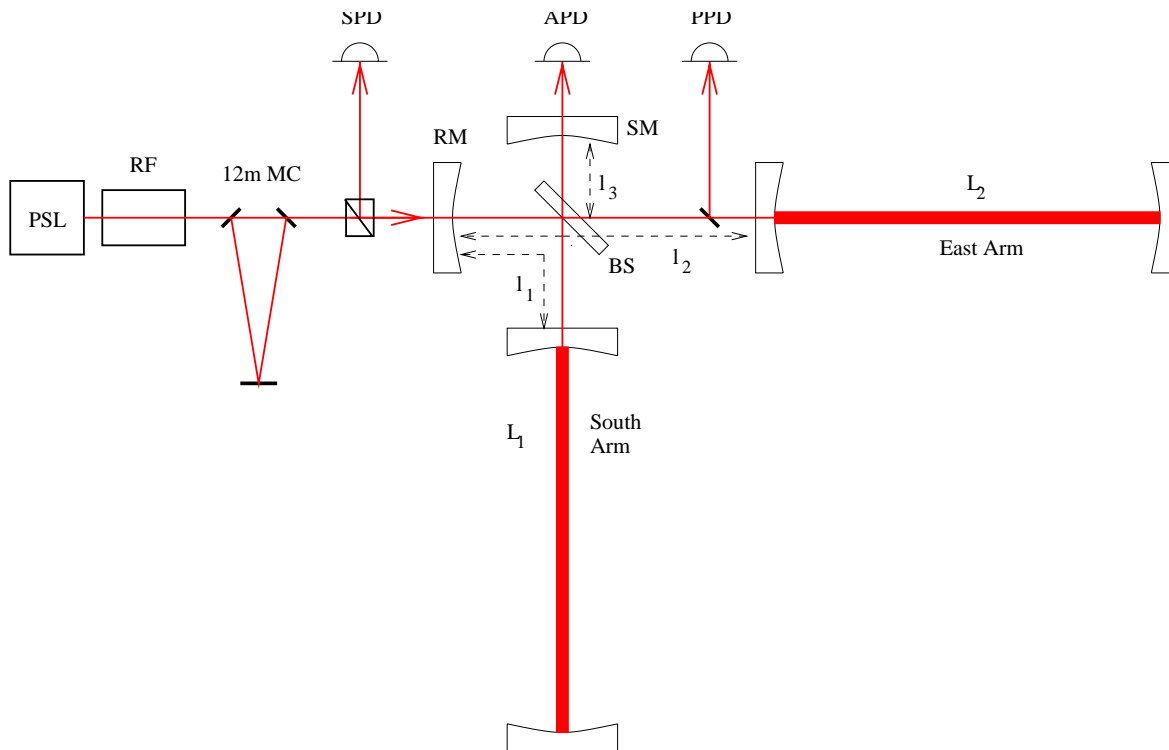 SPD
APD
PPD
RM
SM
RF
12m MC
PSL
l3
L2
BS
l2
East Arm
l1
L1
South
Arm